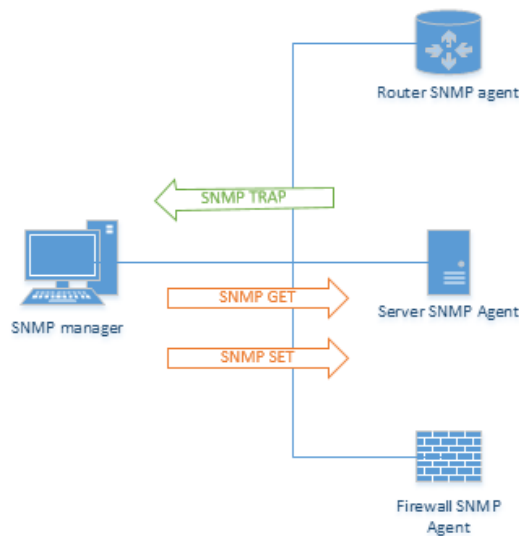 Router SNMP agent
SNMP TRAP
SNMP manager
SNMP GET
Server SNMP Agent
SNMP SET
Firewall SNMP
Agent